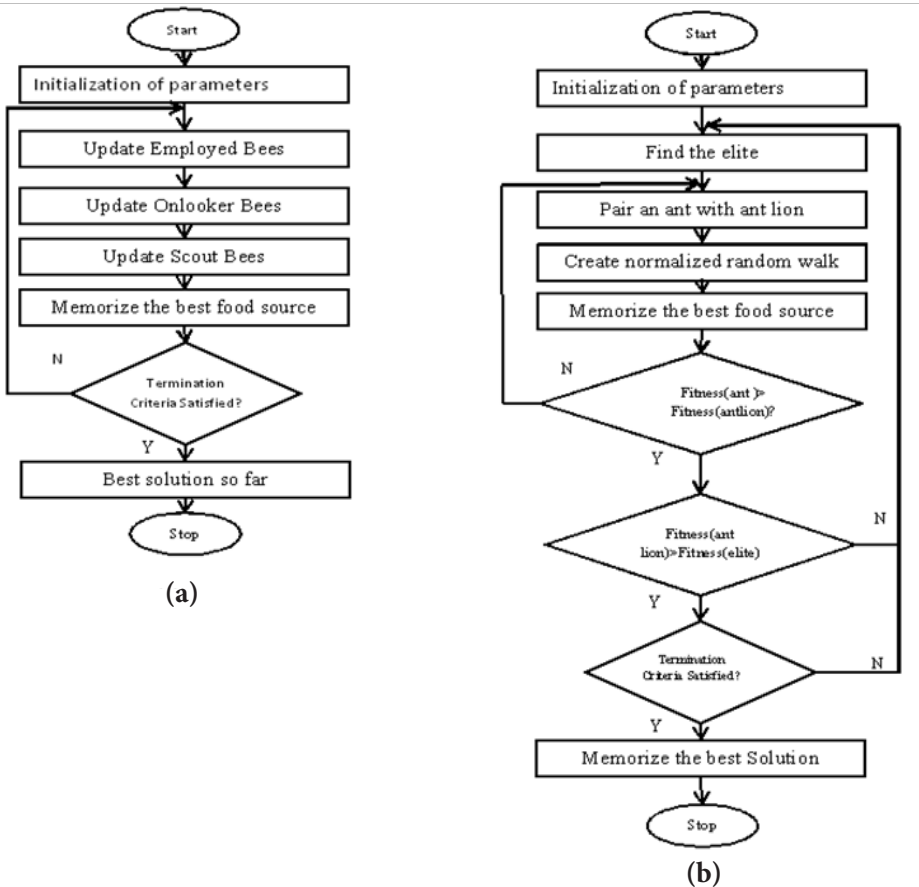 Start
Initialization of parameters
Update Employed Bees
Update Onlooker Bees
Update Scout Bees
Memorize the best food source
N
Termination
Criteria Satisfied?
Y
Best solution so far
Stop
(a)
Start
Initialization of parameters
Find the elite
Pair an ant with ant lion
Create normalized random walk
Memorize the best food source
N
Fitness(ant )>
Fitness(antlion)?
Y
N
Fitness(ant
lion)>Fitness(elite)
Y
Termination
Criteria Satisfied?
N
Y
Memorize the best Solution
Stop
(b)